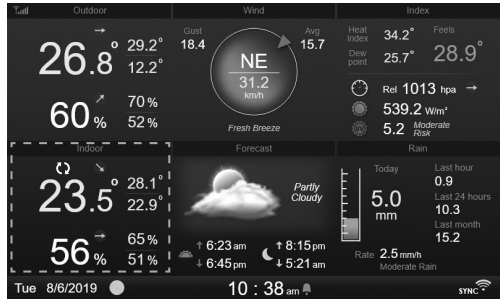 Outdoor
26.8° 29.2°
12.2°
60% 70%
52%
Wind
Gust
18.4
Avg
15.7
NE
31.2
km/h
Fresh Breeze
Index
Heat
Index 34.2°
Dew
point 25.7°
Feels
28.9°
Rel 1013 hpa →
539.2 W/m²
5.2 Moderate
Risk
Indoor
23.5° 28.1°
22.9°
56% 65%
51%
Forecast
Partly
Cloudy
↑ 6:23 am ↑ 8:15 pm
↓ 6:45 pm ↓ 5:21 am
Rain
Today
5.0
mm
Last hour
0.9
Last 24 hours
10.3
Last month
15.2
Rate 2.5 mm/h
Moderate Rain
Tue 8/6/2019 10 : 38 am SYNC